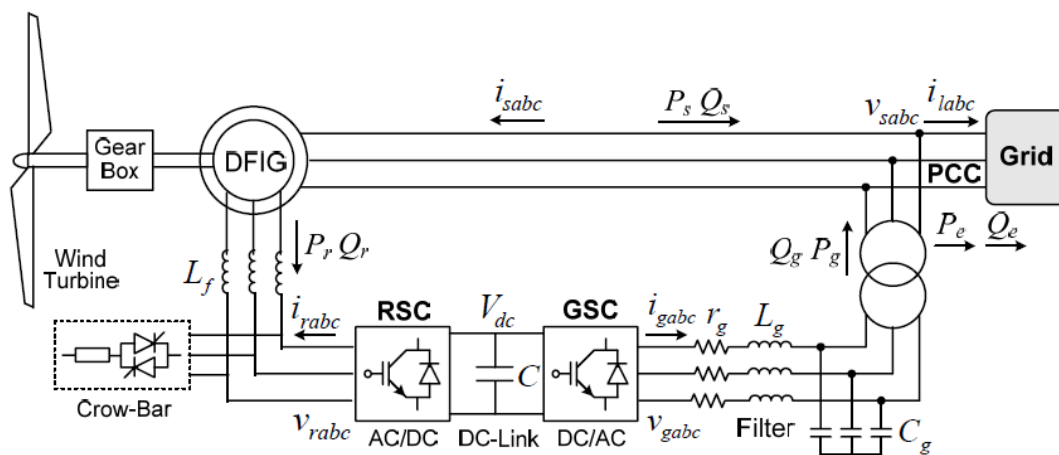 i_sabc
P_s Q_s
v_sabc
i_labc
Gear
Box
DFIG
Grid
PCC
P_e Q_e
Wind
Turbine
P_r Q_r
Q_g P_g
L_f
i_rabc
RSC
V_dc
GSC
i_gabc
r_g
L_g
C
Crow-Bar
v_rabc
AC/DC
DC-Link
DC/AC
v_gabc
Filter
C_g